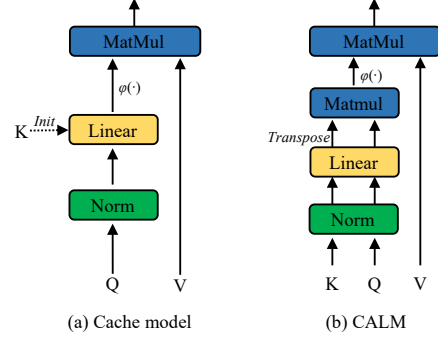 MatMul
φ(·)
K
Init
Linear
Norm
Q
V
(a) Cache model
MatMul
φ(·)
Matmul
Transpose
Linear
Norm
K
Q
V
(b) CALM